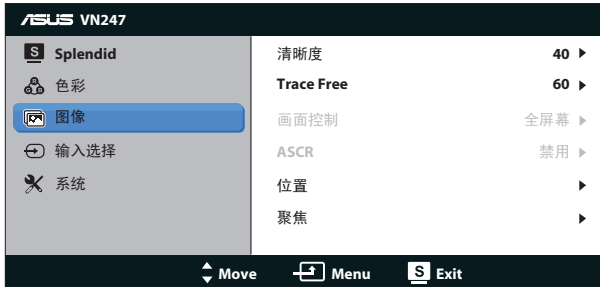 ASUS VN247
S Splendid
色彩
图像
输入选择
系统
清晰度 40
Trace Free 60
画面控制 全屏幕
ASCR 禁用
位置
聚焦
Move Menu S Exit